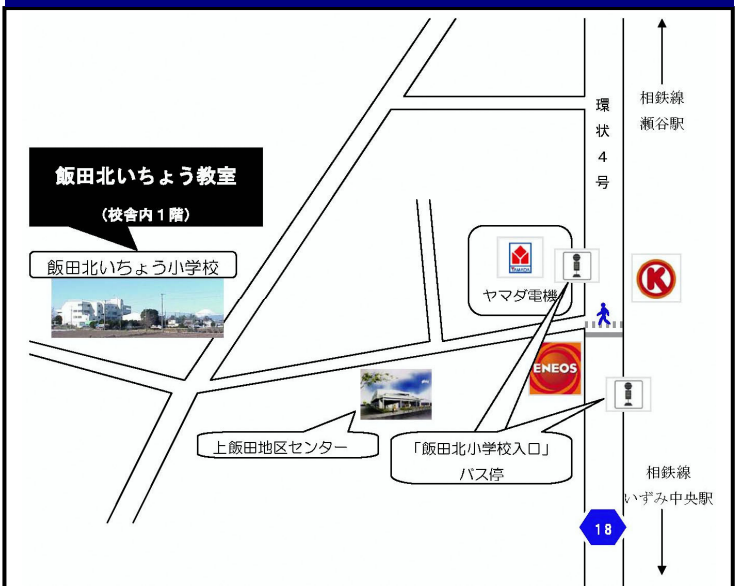 飯田北いちょう教室
(校舎内1階)
飯田北いちょう小学校
環状4号
相鉄線
瀬谷駅
ヤマダ電機
K
ENEOS
上飯田地区センター
「飯田北小学校入口」
バス停
相鉄線
いずみ中央駅
18